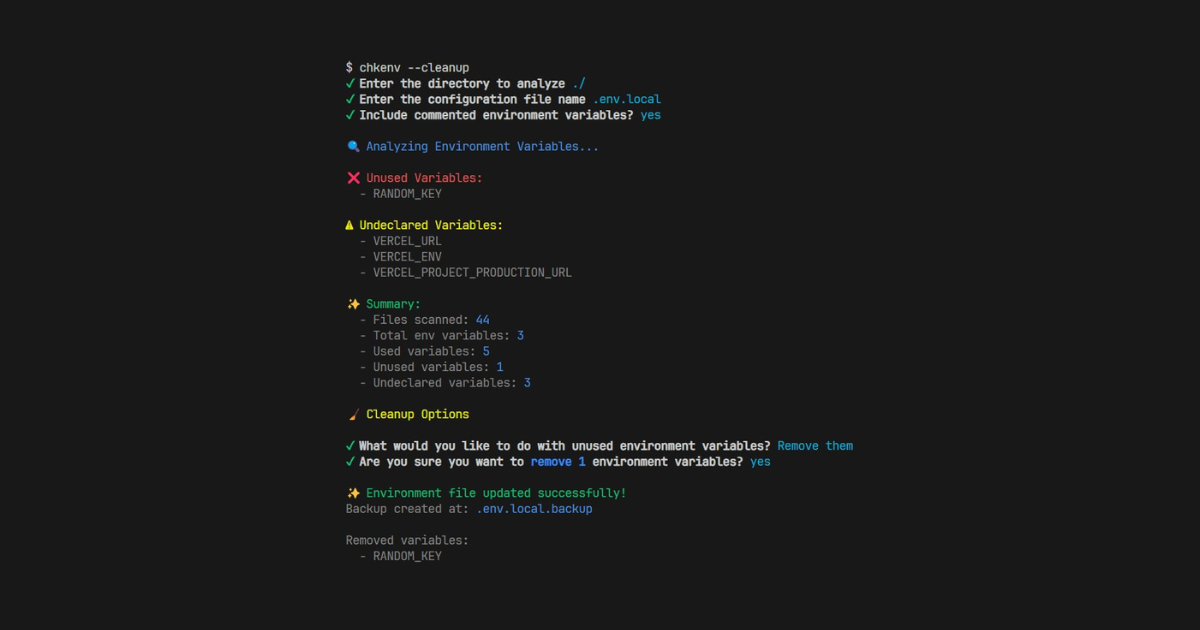 $ chkenv --cleanup
✓ Enter the directory to analyze ./
✓ Enter the configuration file name .env.local
✓ Include commented environment variables? yes
🔍 Analyzing Environment Variables...
❌ Unused Variables:
- RANDOM_KEY
⚠ Undeclared Variables:
- VERCEL_URL
- VERCEL_ENV
- VERCEL_PROJECT_PRODUCTION_URL
✨ Summary:
- Files scanned: 44
- Total env variables: 3
- Used variables: 5
- Unused variables: 1
- Undeclared variables: 3
🧹 Cleanup Options
✓ What would you like to do with unused environment variables? Remove them
✓ Are you sure you want to remove 1 environment variables? yes
✨ Environment file updated successfully!
Backup created at: .env.local.backup
Removed variables:
- RANDOM_KEY